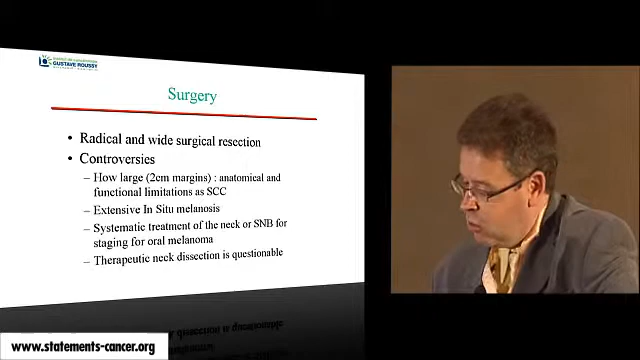 GUSTAVE ROUSSY
Surgery
• Radical and wide surgical resection
• Controversies
– How large (2cm margins) : anatomical and
functional limitations as SCC
– Extensive In Situ melanosis
– Systematic treatment of the neck or SNB for
staging for oral melanoma
– Therapeutic neck dissection is questionable
www.statements-cancer.org